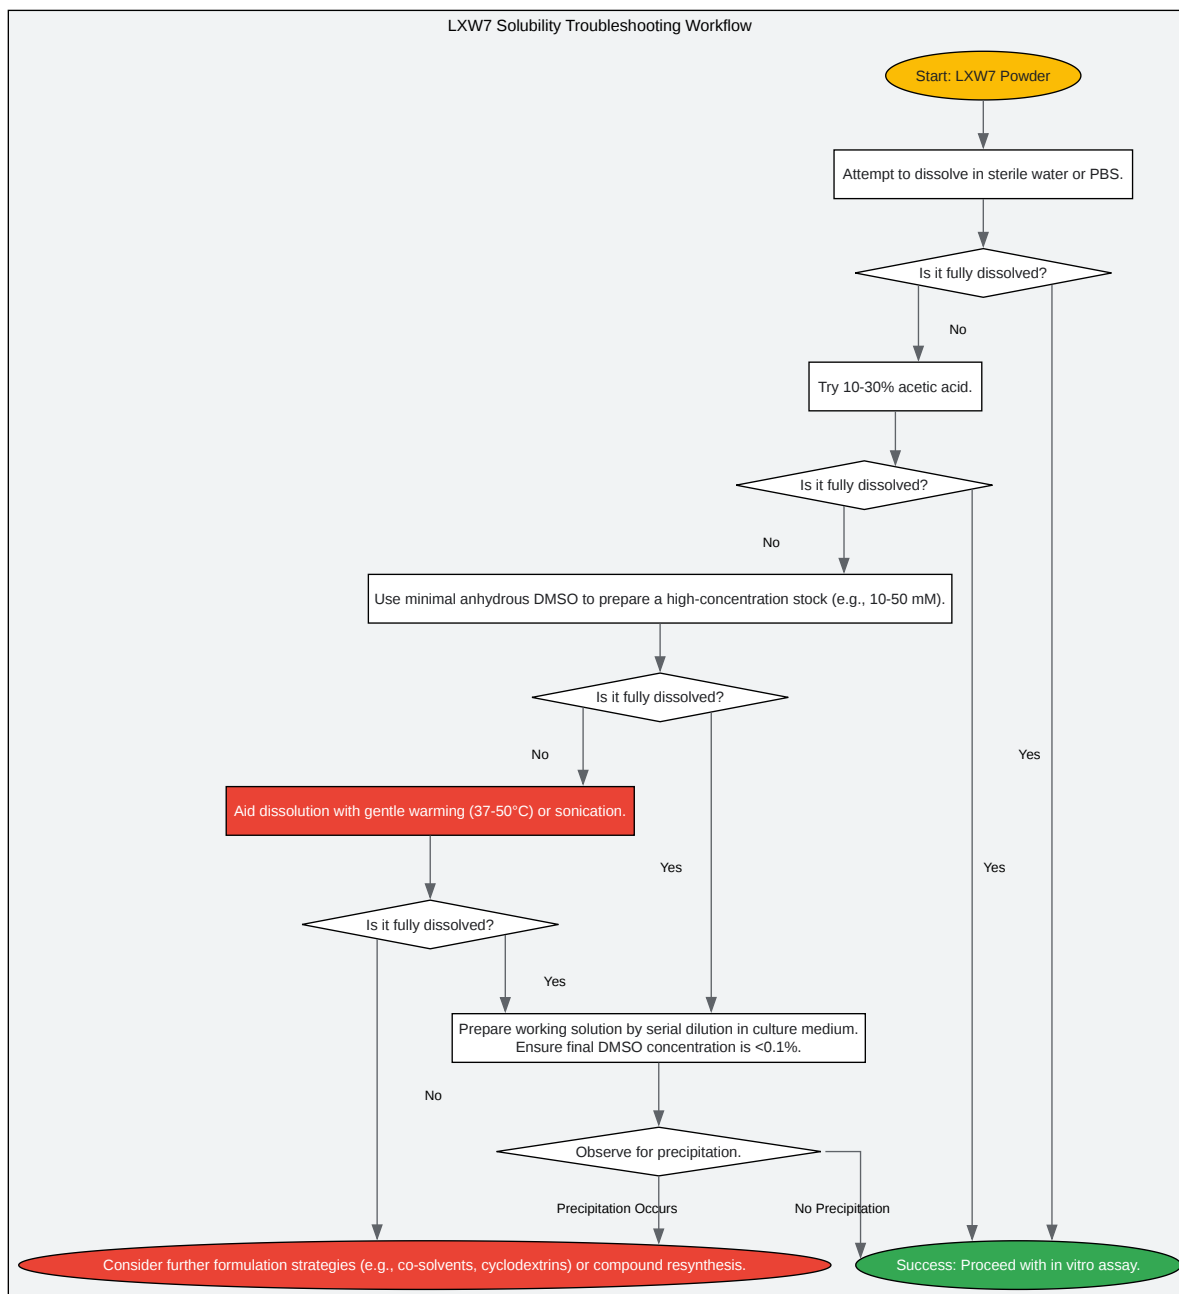 LXW7 Solubility Troubleshooting Workflow
Start: LXW7 Powder
Attempt to dissolve in sterile water or PBS.
Is it fully dissolved?
No
Try 10-30% acetic acid.
Is it fully dissolved?
No
Use minimal anhydrous DMSO to prepare a high-concentration stock (e.g., 10-50 mM).
Is it fully dissolved?
No
Yes
Aid dissolution with gentle warming (37-50°C) or sonication.
Yes
Yes
Is it fully dissolved?
Yes
Prepare working solution by serial dilution in culture medium.
Ensure final DMSO concentration is <0.1%.
No
Observe for precipitation.
Precipitation Occurs
No Precipitation
Consider further formulation strategies (e.g., co-solvents, cyclodextrins) or compound resynthesis.
Success: Proceed with in vitro assay.